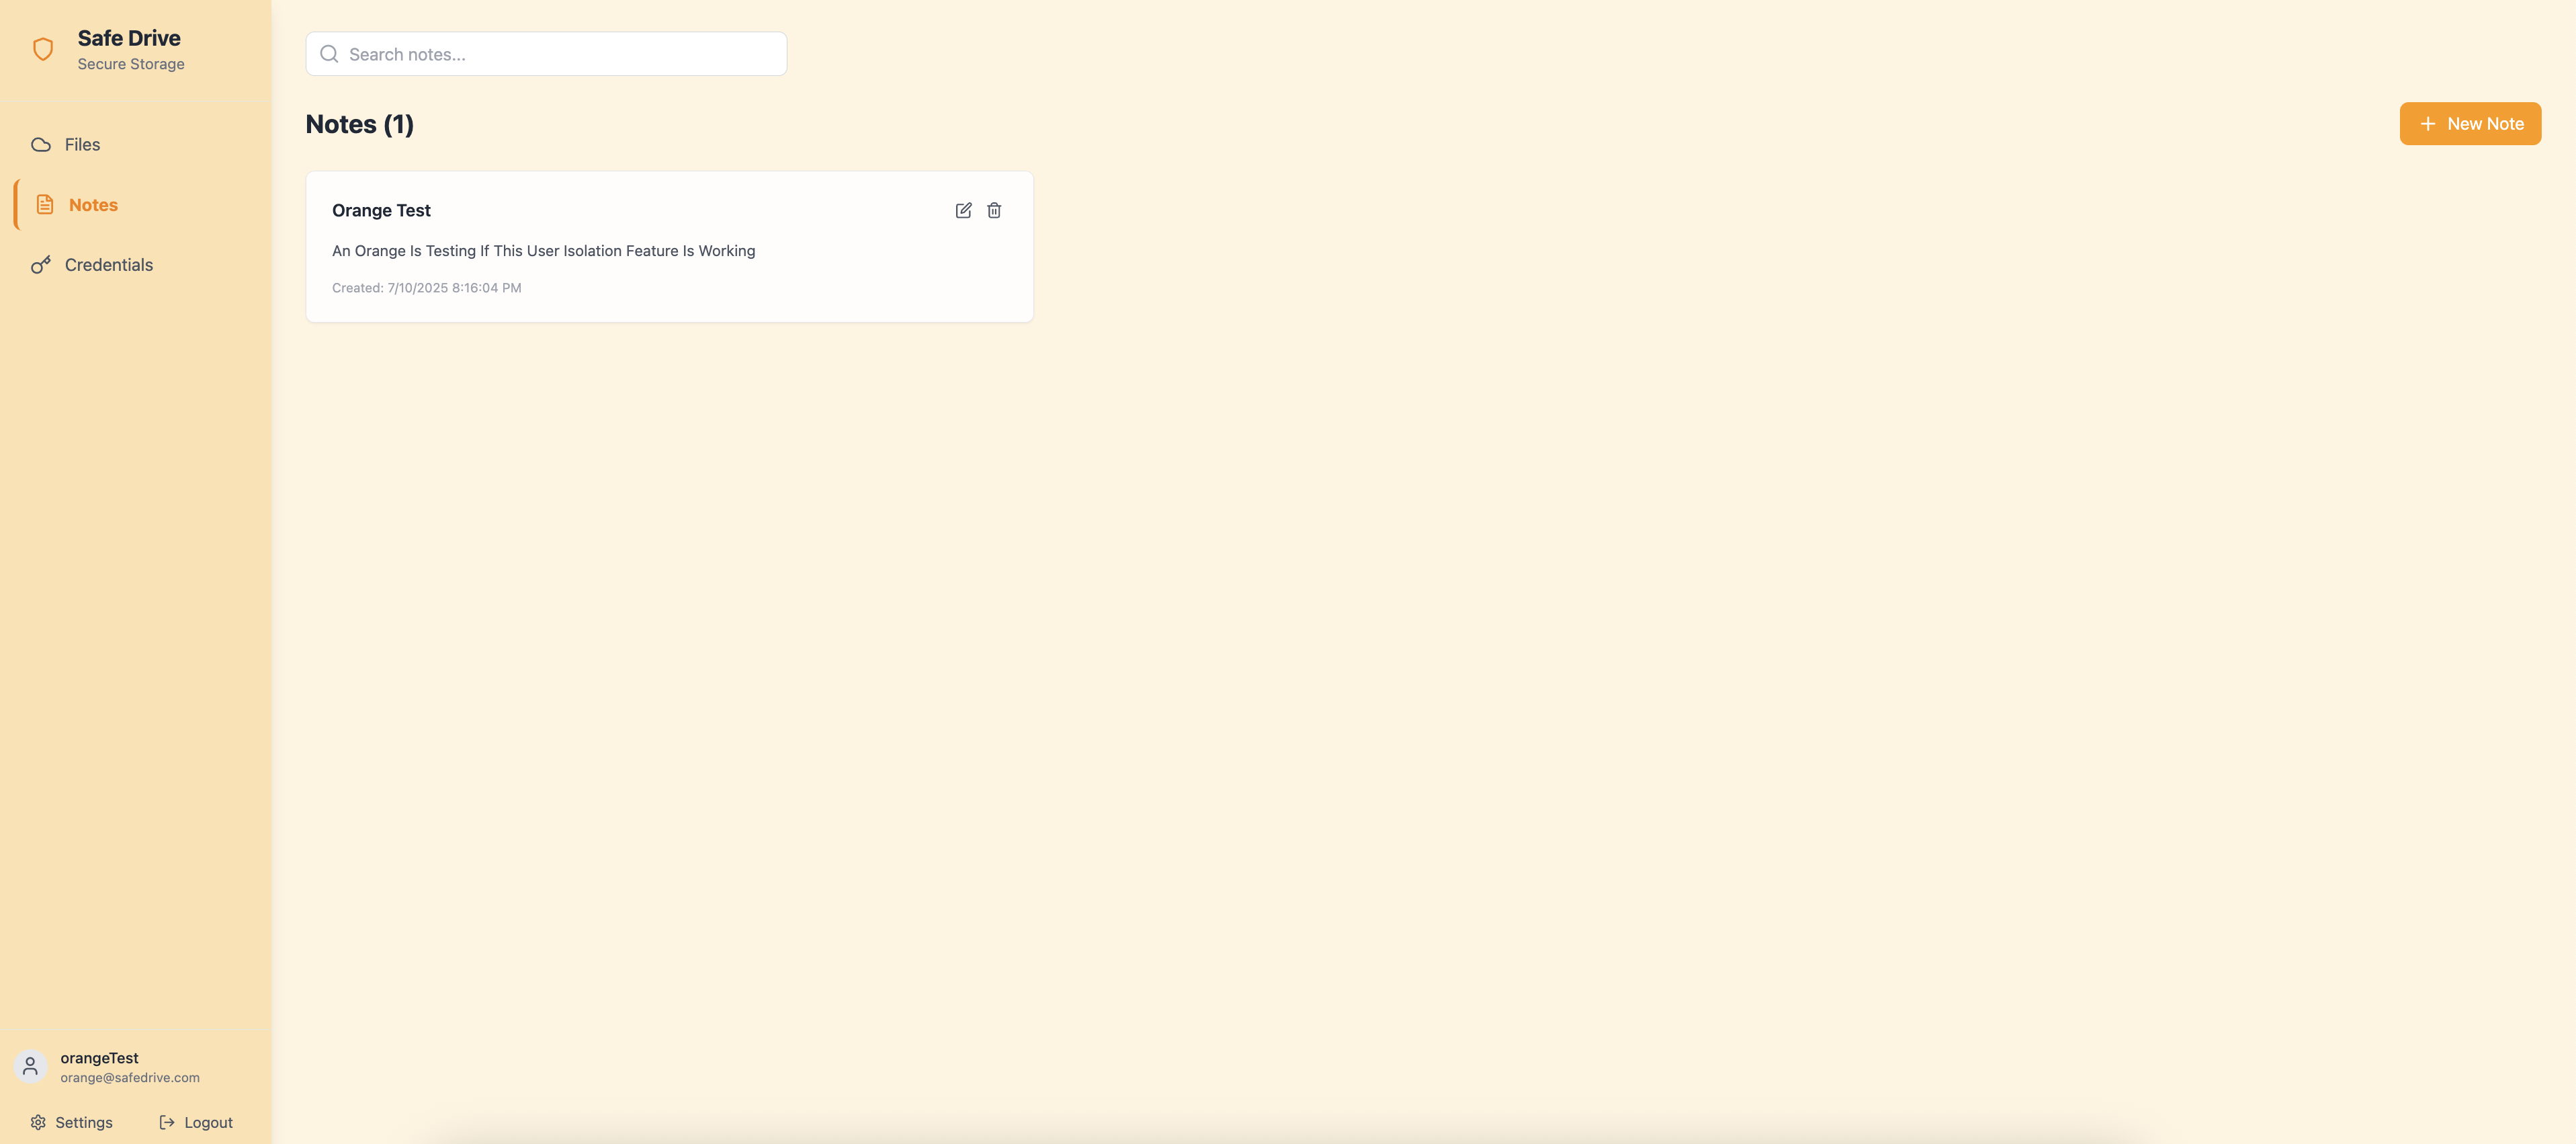 Safe Drive
Secure Storage
Files
Notes
Credentials
orangeTest
orange@safedrive.com
Settings
Logout
Search notes...
Notes (1)
New Note
Orange Test
An Orange Is Testing If This User Isolation Feature Is Working
Created: 7/10/2025 8:16:04 PM